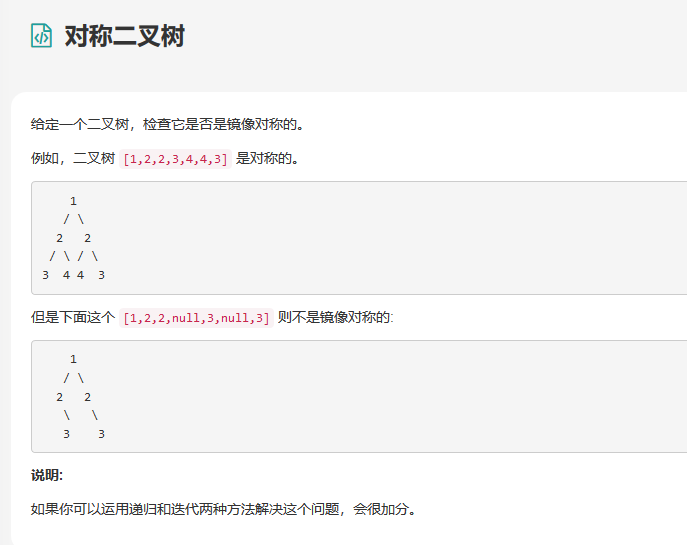 对称二叉树
给定一个二叉树，检查它是否是镜像对称的。
例如，二叉树 [1,2,2,3,4,4,3] 是对称的。
    1
   / \
  2   2
 / \ / \
3  4 4  3
但是下面这个 [1,2,2,null,3,null,3] 则不是镜像对称的:
    1
   / \
  2   2
   \   \
   3    3
说明:
如果你可以运用递归和迭代两种方法解决这个问题，会很加分。